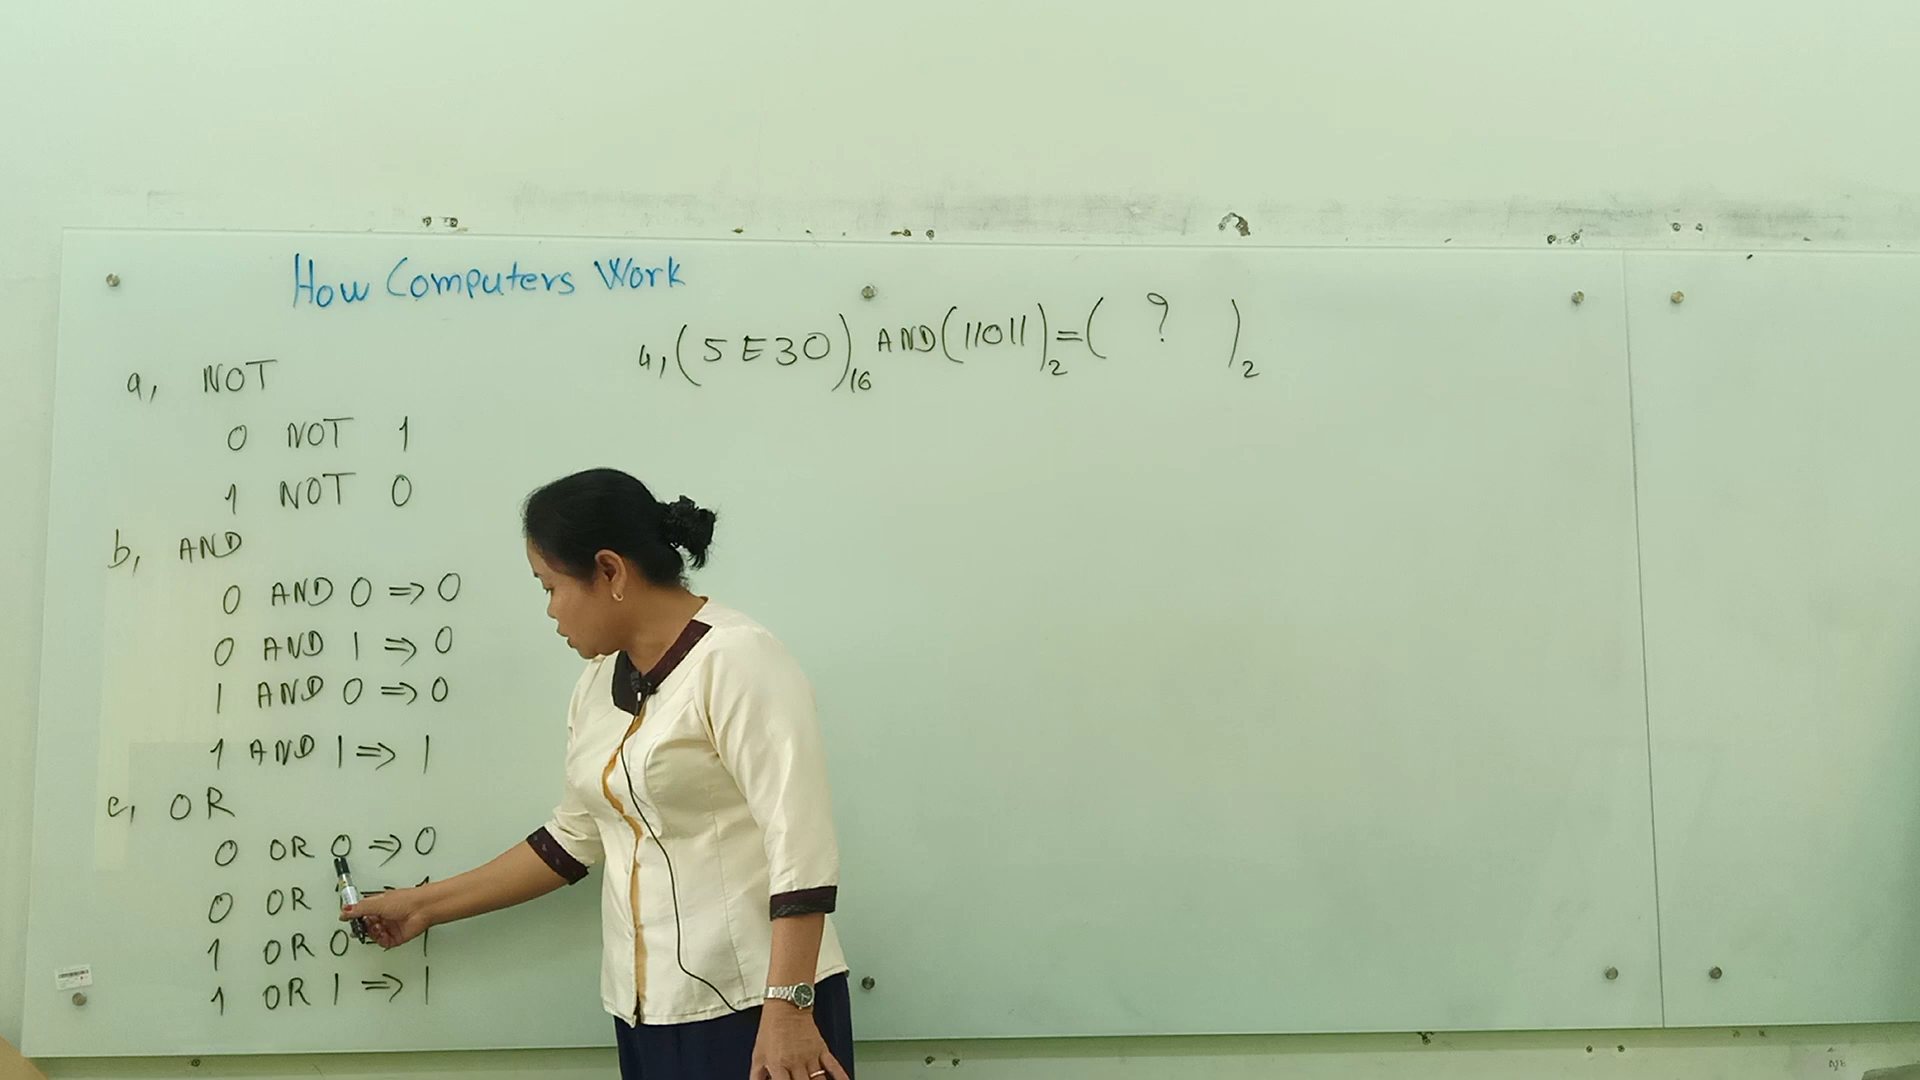 How Computers Work
a, NOT
0 NOT 1
1 NOT 0
b, AND
0 AND 0 => 0
0 AND 1 => 0
1 AND 0 => 0
1 AND 1 => 1
c, OR
0 OR 0 => 0
0 OR => 1
1 OR 0 => 1
1 OR 1 => 1
4, (5E30)16 AND (11011)2 = ( ? )2